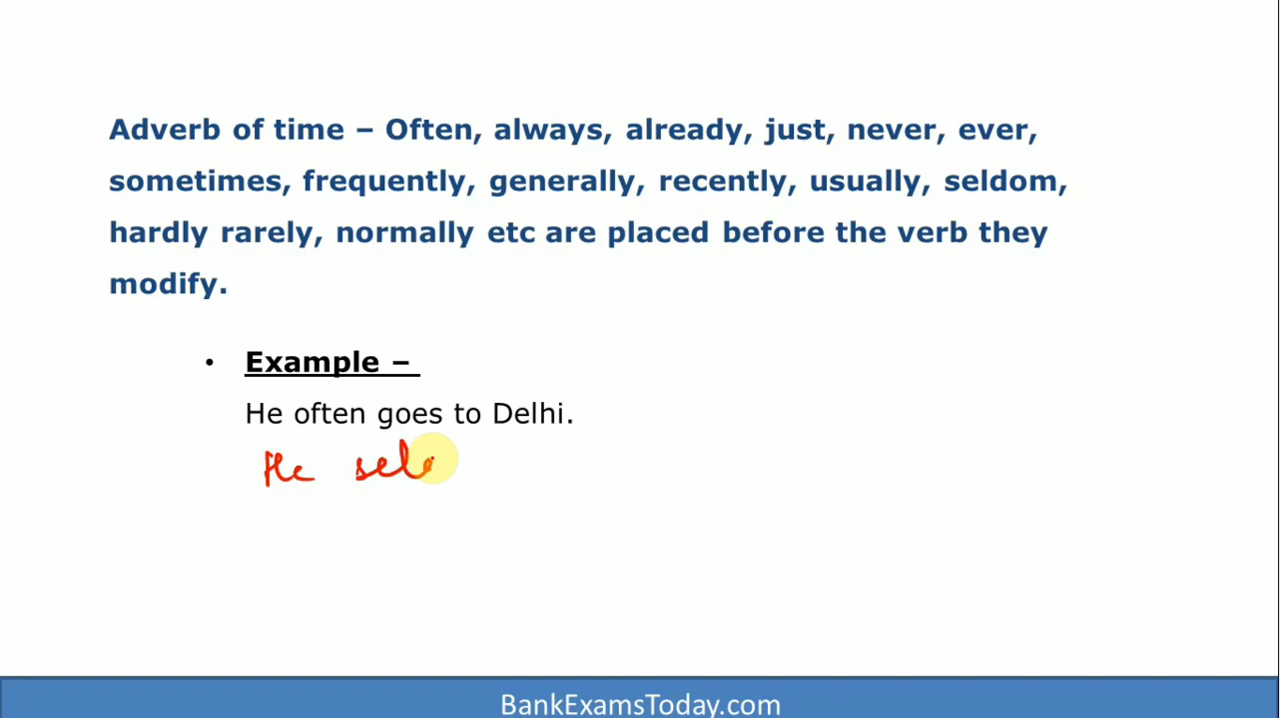 Adverb of time – Often, always, already, just, never, ever,
sometimes, frequently, generally, recently, usually, seldom,
hardly rarely, normally etc are placed before the verb they
modify.
• Example –
He often goes to Delhi.
He
BankExamsToday.com